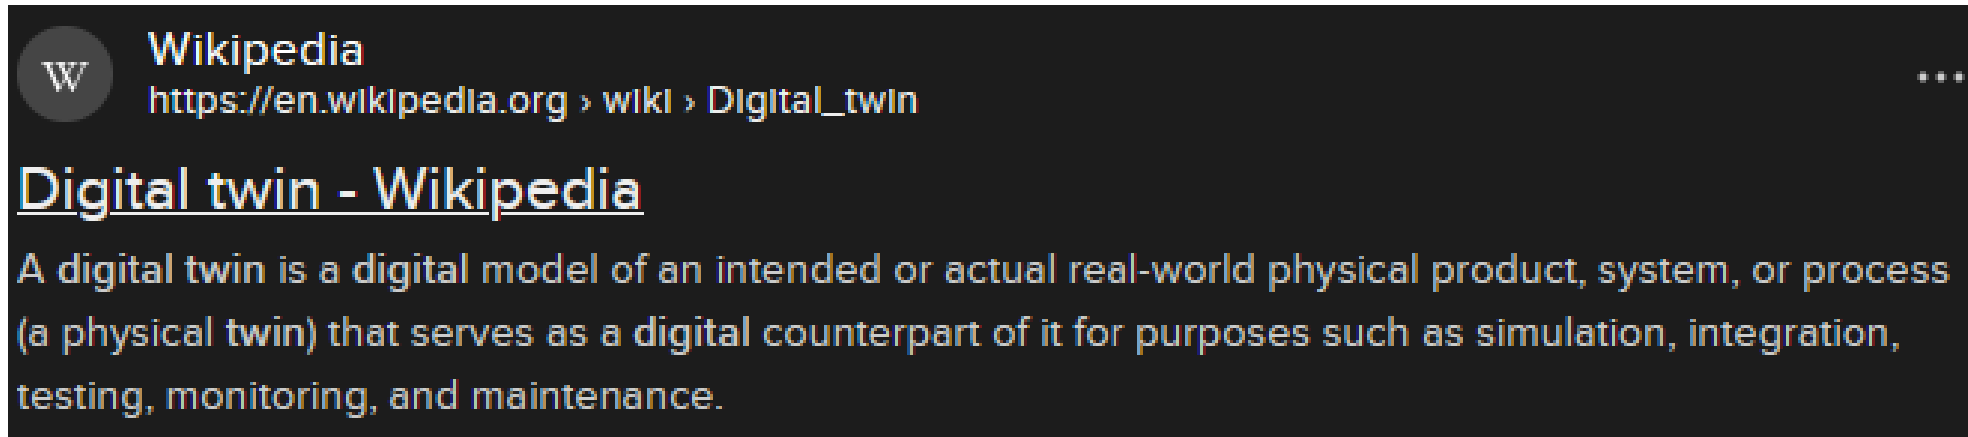 W
Wikipedia
https://en.wikipedia.org › wiki › Digital_twin
Digital twin - Wikipedia
A digital twin is a digital model of an intended or actual real-world physical product, system, or process
(a physical twin) that serves as a digital counterpart of it for purposes such as simulation, integration,
testing, monitoring, and maintenance.